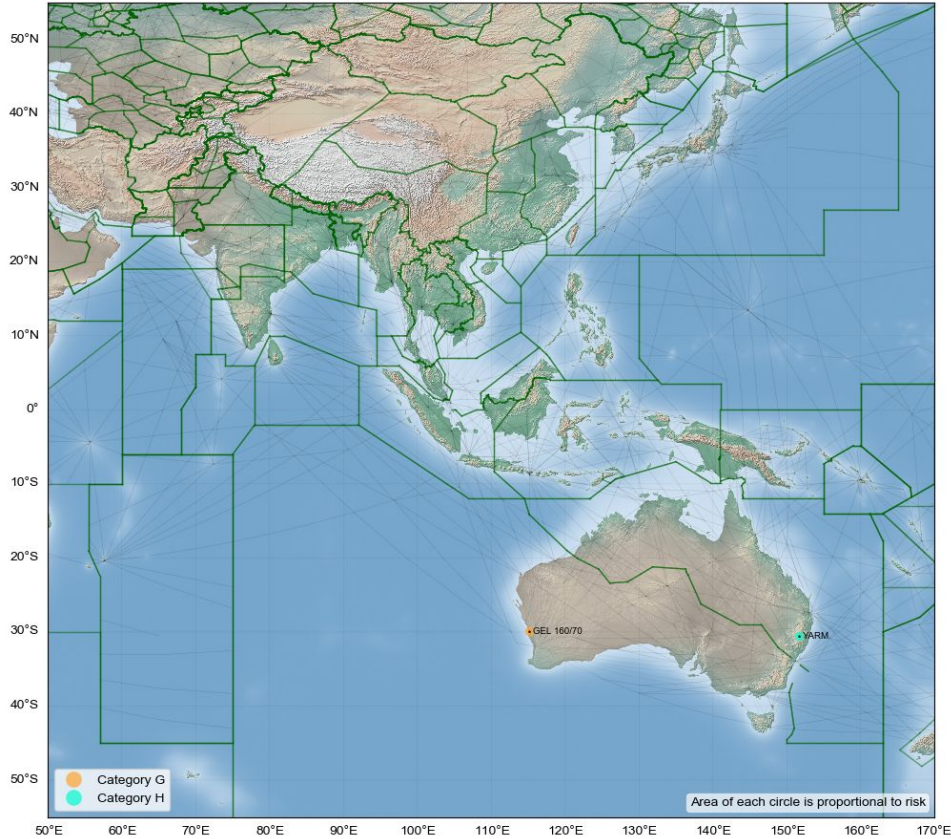 50°N
40°N
30°N
20°N
10°N
0°
10°S
20°S
30°S
40°S
50°S
GEL 160/70
YARM
Category G
Category H
Area of each circle is proportional to risk
50°E 60°E 70°E 80°E 90°E 100°E 110°E 120°E 130°E 140°E 150°E 160°E 170°E